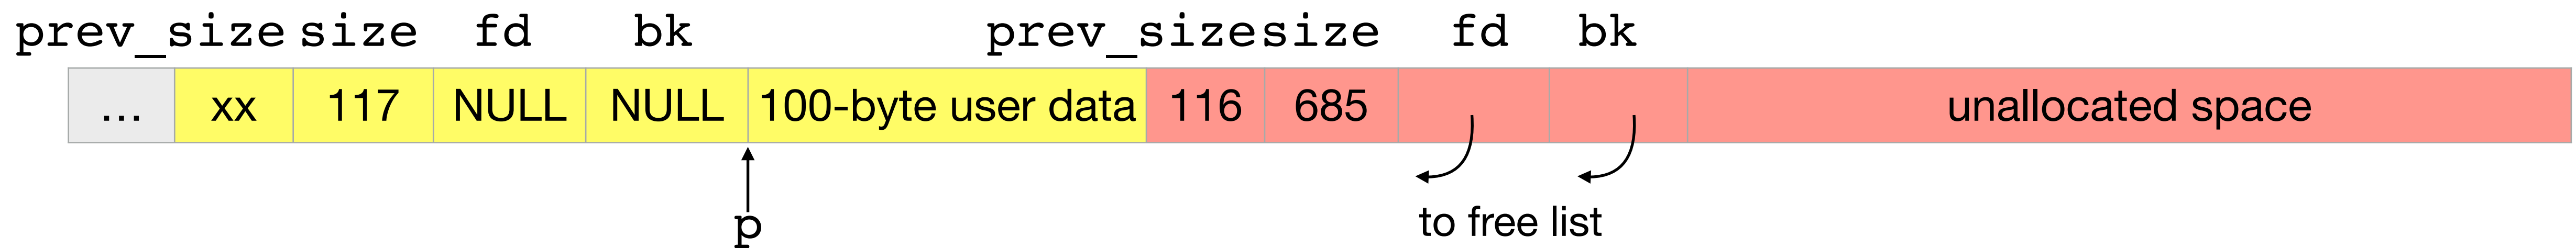 prev_size size fd bk prev_size size fd bk
... xx 117 NULL NULL 100-byte user data 116 685 unallocated space
p to free list